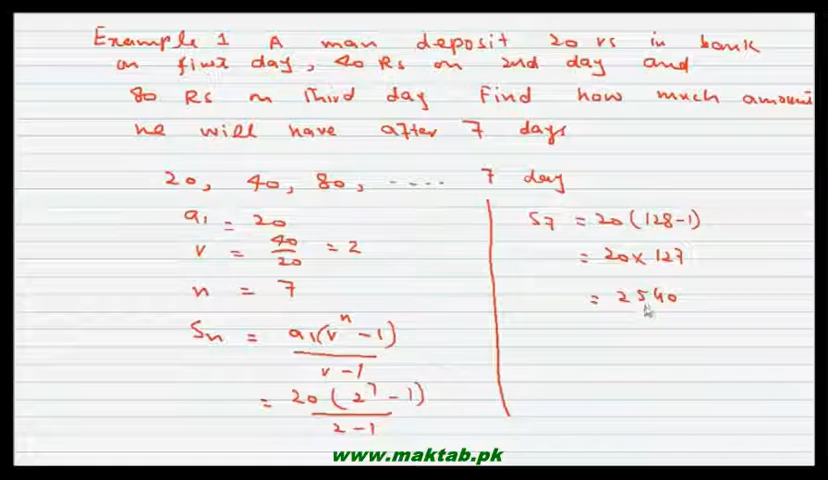 Example 1 A man deposit 20 rs in bank
on first day, 40 Rs on 2nd day and
80 Rs on Third day Find how much amount
he will have after 7 days
20, 40, 80, ..... 7 day
a1 = 20
r = 40/20 = 2
n = 7
Sn = a1(r^n - 1)
r - 1
= 20(2^7 - 1)
2 - 1
S7 = 20(128-1)
= 20 × 127
= 2540
www.maktab.pk